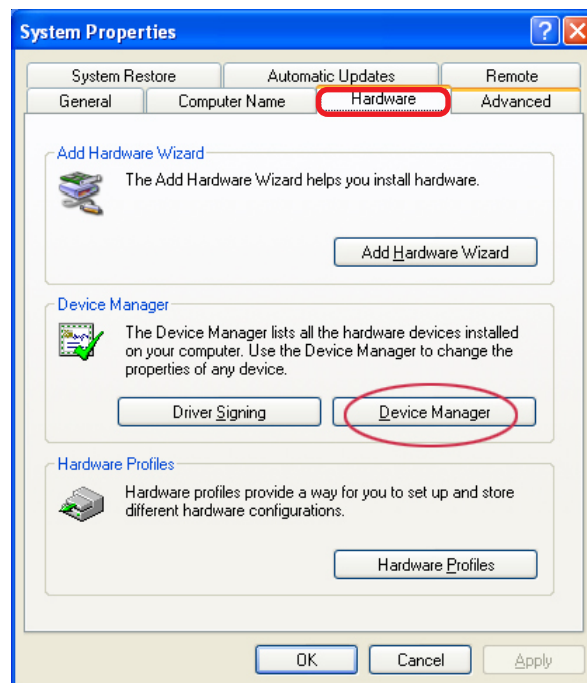 System Properties
System Restore
Automatic Updates
Remote
General
Computer Name
Hardware
Advanced
Add Hardware Wizard
The Add Hardware Wizard helps you install hardware.
Add Hardware Wizard
Device Manager
The Device Manager lists all the hardware devices installed
on your computer. Use the Device Manager to change the
properties of any device.
Driver Signing
Device Manager
Hardware Profiles
Hardware profiles provide a way for you to set up and store
different hardware configurations.
Hardware Profiles
OK
Cancel
Apply